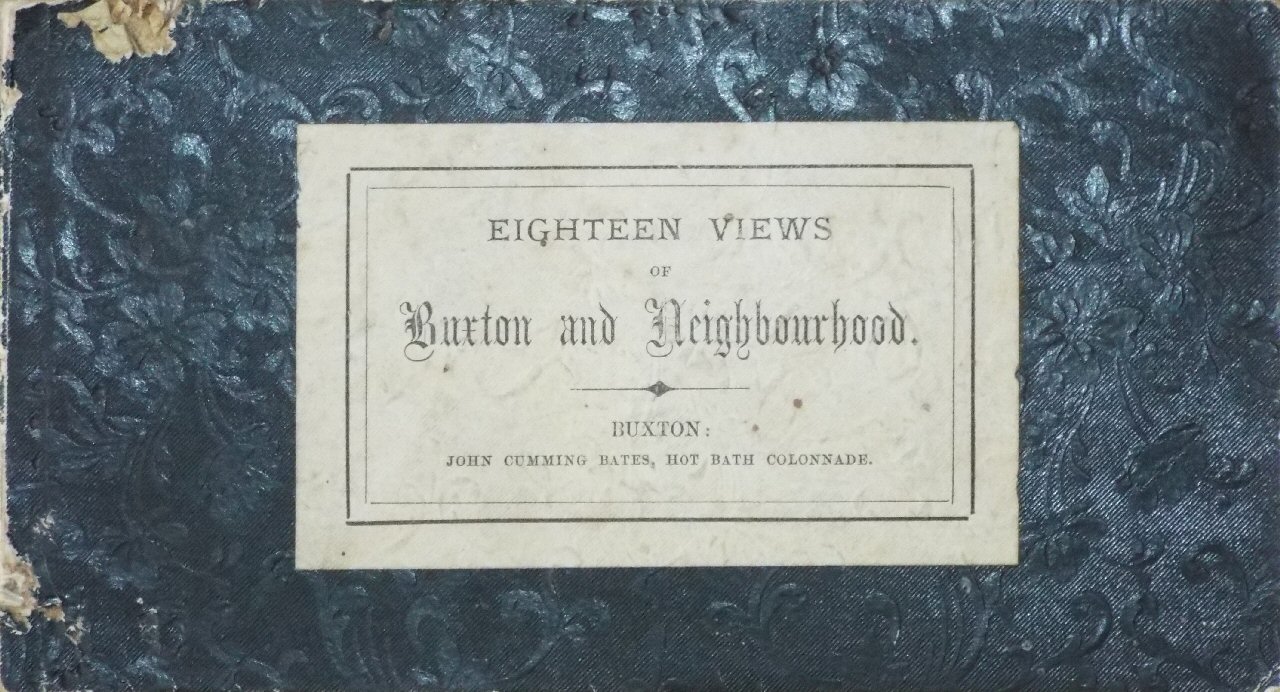 EIGHTEEN VIEWS
OF
Buxton and Neighbourhood.
BUXTON:
JOHN CUMMING BATES, HOT BATH COLONNADE.